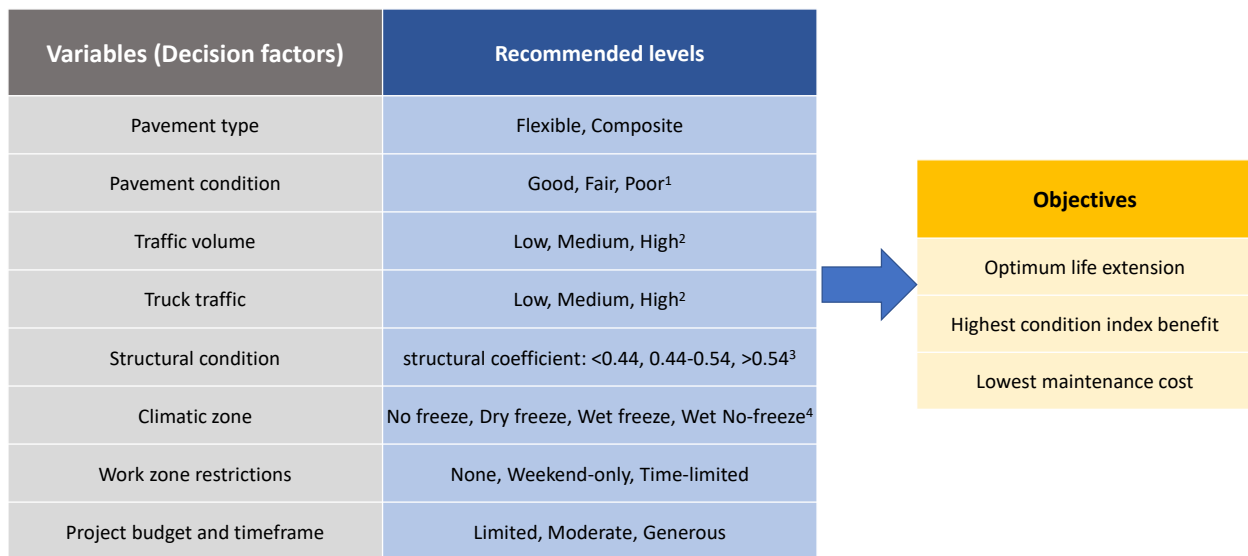 Variables (Decision factors) Recommended levels
Pavement type Flexible, Composite
Pavement condition Good, Fair, Poor¹
Traffic volume Low, Medium, High²
Truck traffic Low, Medium, High²
Structural condition structural coefficient: <0.44, 0.44-0.54, >0.54³
Climatic zone No freeze, Dry freeze, Wet freeze, Wet No-freeze⁴
Work zone restrictions None, Weekend-only, Time-limited
Project budget and timeframe Limited, Moderate, Generous
Objectives
Optimum life extension
Highest condition index benefit
Lowest maintenance cost